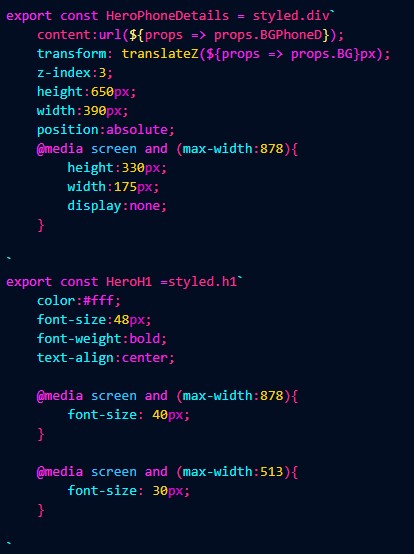 export const HeroPhoneDetails = styled.div`
    content:url(${props => props.BGPhoneD});
    transform: translateZ(${props => props.BG}px);
    z-index:3;
    height:650px;
    width:390px;
    position:absolute;
    @media screen and (max-width:878){
        height:330px;
        width:175px;
        display:none;
    }
`
export const HeroH1 =styled.h1`
    color:#fff;
    font-size:48px;
    font-weight:bold;
    text-align:center;
    @media screen and (max-width:878){
        font-size: 40px;
    }
    @media screen and (max-width:513){
        font-size: 30px;
    }
`